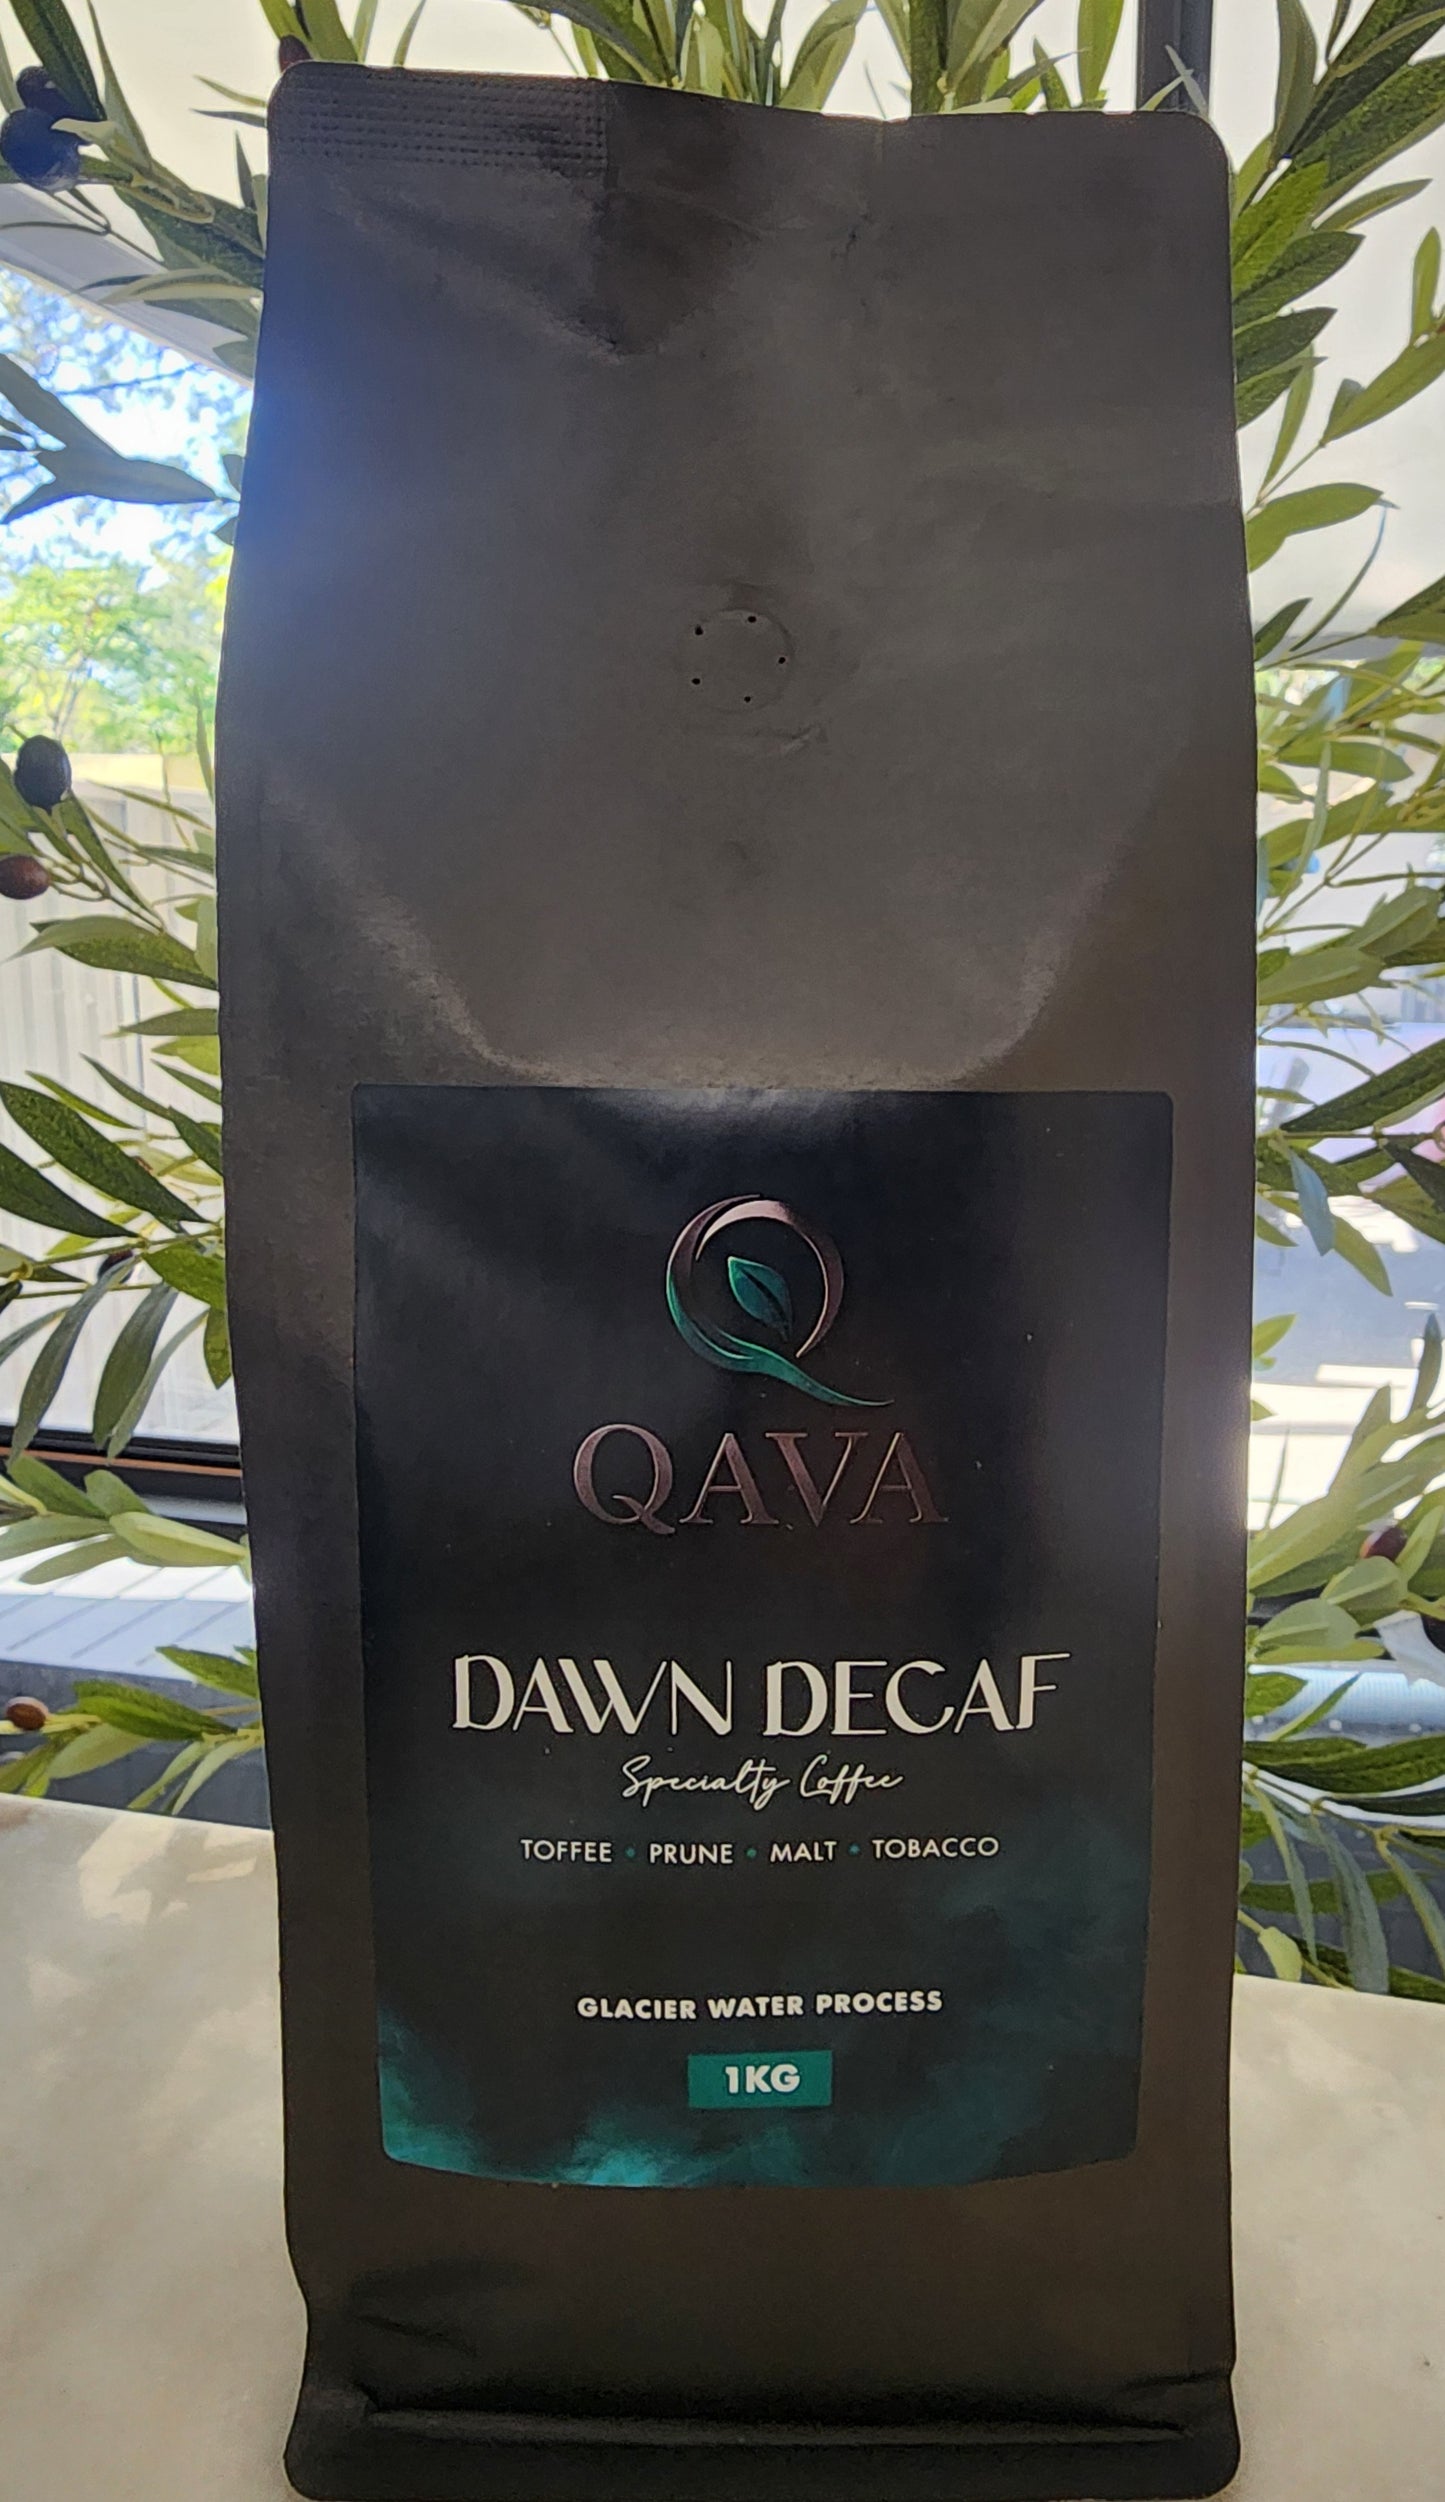 QAVA
DAWN DECAF
Specialty Coffee
TOFFEE • PRUNE • MALT • TOBACCO
GLACIER WATER PROCESS
1KG